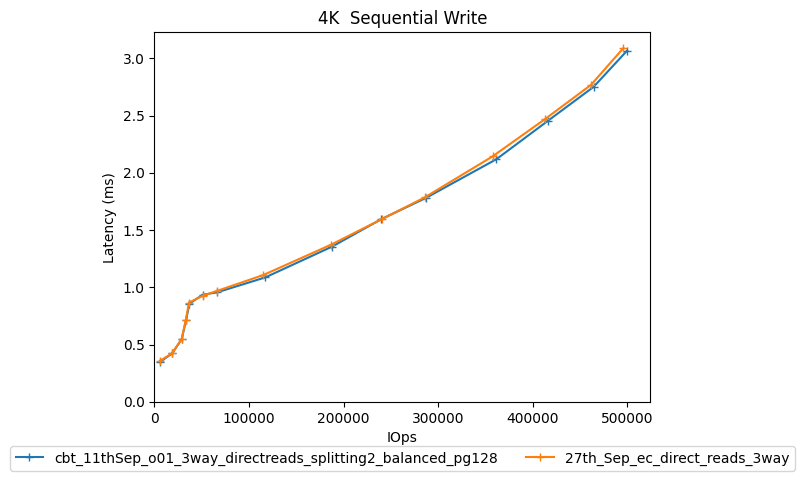 4K  Sequential Write
Latency (ms)
3.0
2.5
2.0
1.5
1.0
0.5
0.0
0 100000 200000 300000 400000 500000
IOps
cbt_11thSep_o01_3way_directreads_splitting2_balanced_pg128 27th_Sep_ec_direct_reads_3way